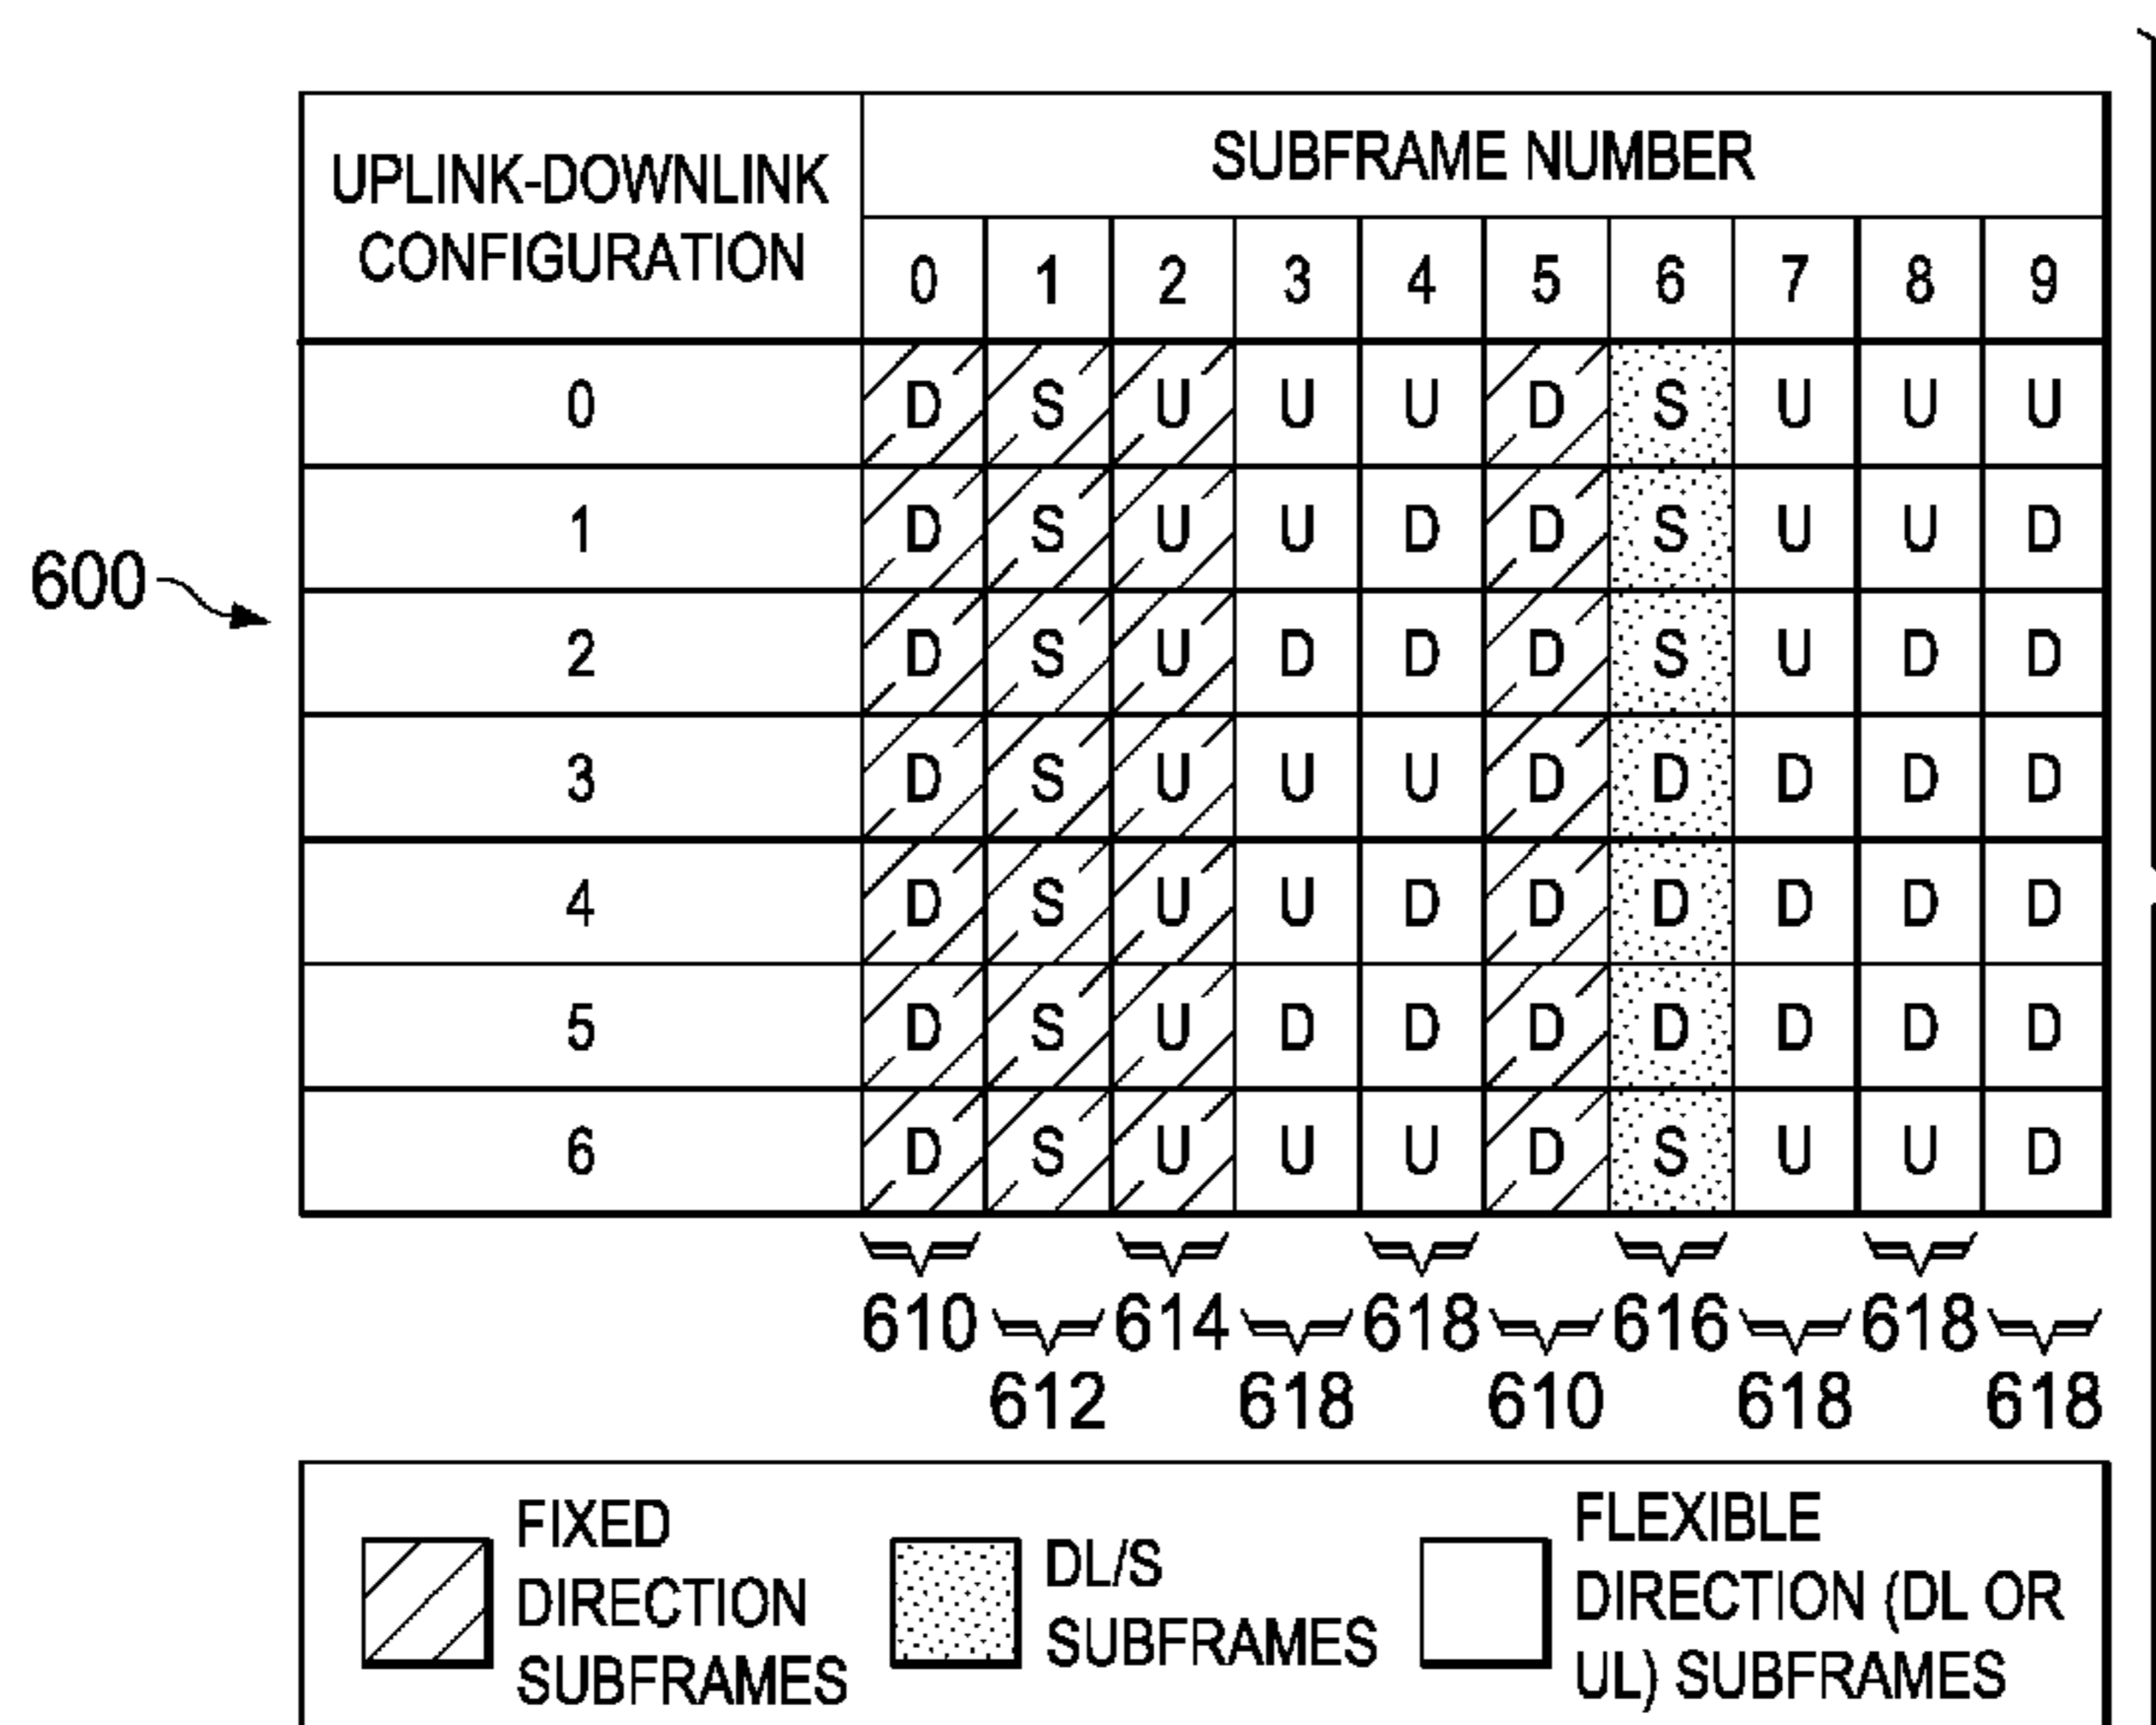 SUBFRAME NUMBER
UPLINK-DOWNLINK
CONFIGURATION
0 1 2 3 4 5 6 7 8 9
0 D S U U U D S U U U
1 D S U U D D S U U D
600
2 D S U D D D S U D D
3 D S U U U D D D D D
4 D S U U D D D D D D
5 D S U D D D D D D D
6 D S U U U D S U U D
610 614 618 616 618
612 618 610 618 618
FIXED
DIRECTION
SUBFRAMES
DL/S
SUBFRAMES
FLEXIBLE
DIRECTION (DL OR
UL) SUBFRAMES